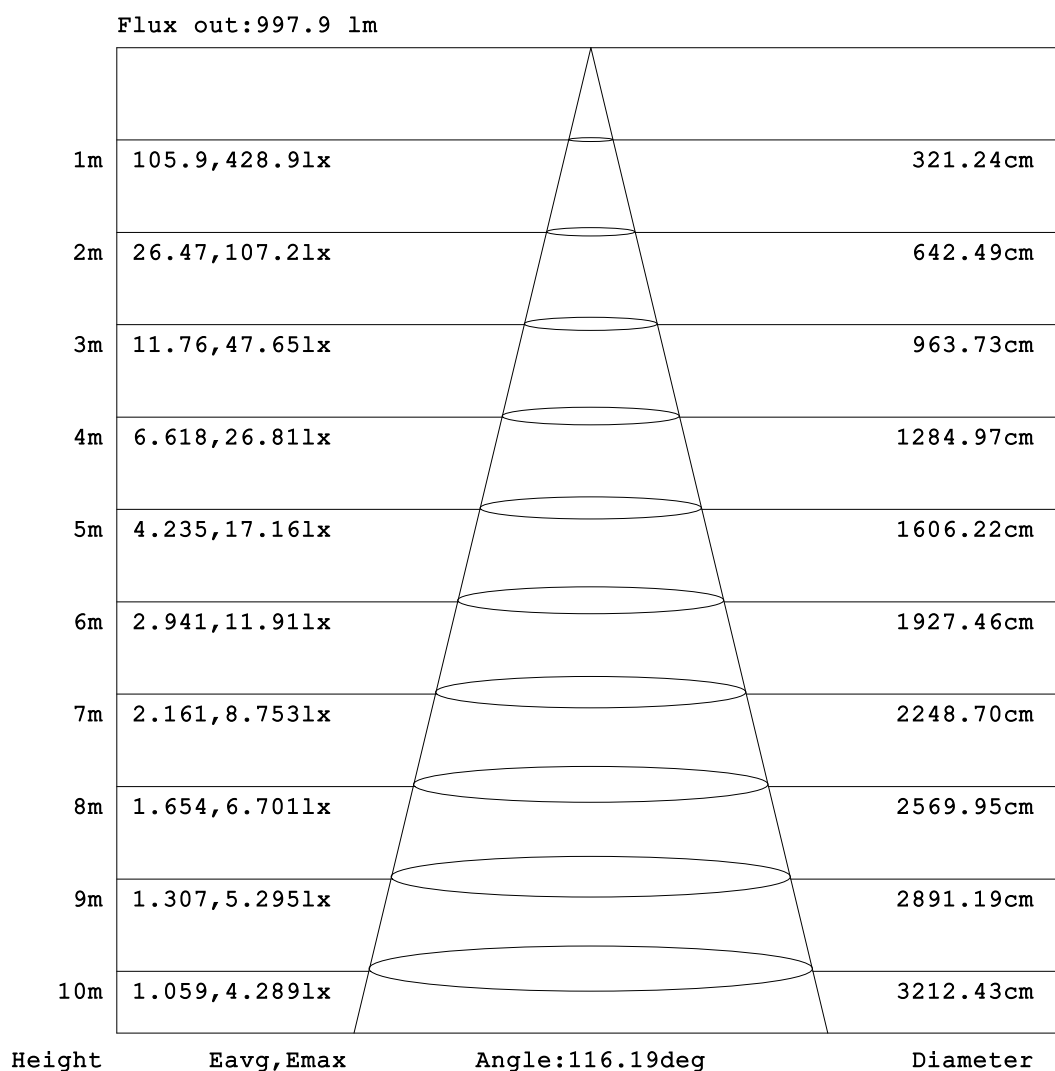 Flux out:997.9 lm
1m 105.9,428.9lx 321.24cm
2m 26.47,107.2lx 642.49cm
3m 11.76,47.65lx 963.73cm
4m 6.618,26.81lx 1284.97cm
5m 4.235,17.16lx 1606.22cm
6m 2.941,11.91lx 1927.46cm
7m 2.161,8.753lx 2248.70cm
8m 1.654,6.701lx 2569.95cm
9m 1.307,5.295lx 2891.19cm
10m 1.059,4.289lx 3212.43cm
Height Eavg,Emax Angle:116.19deg Diameter